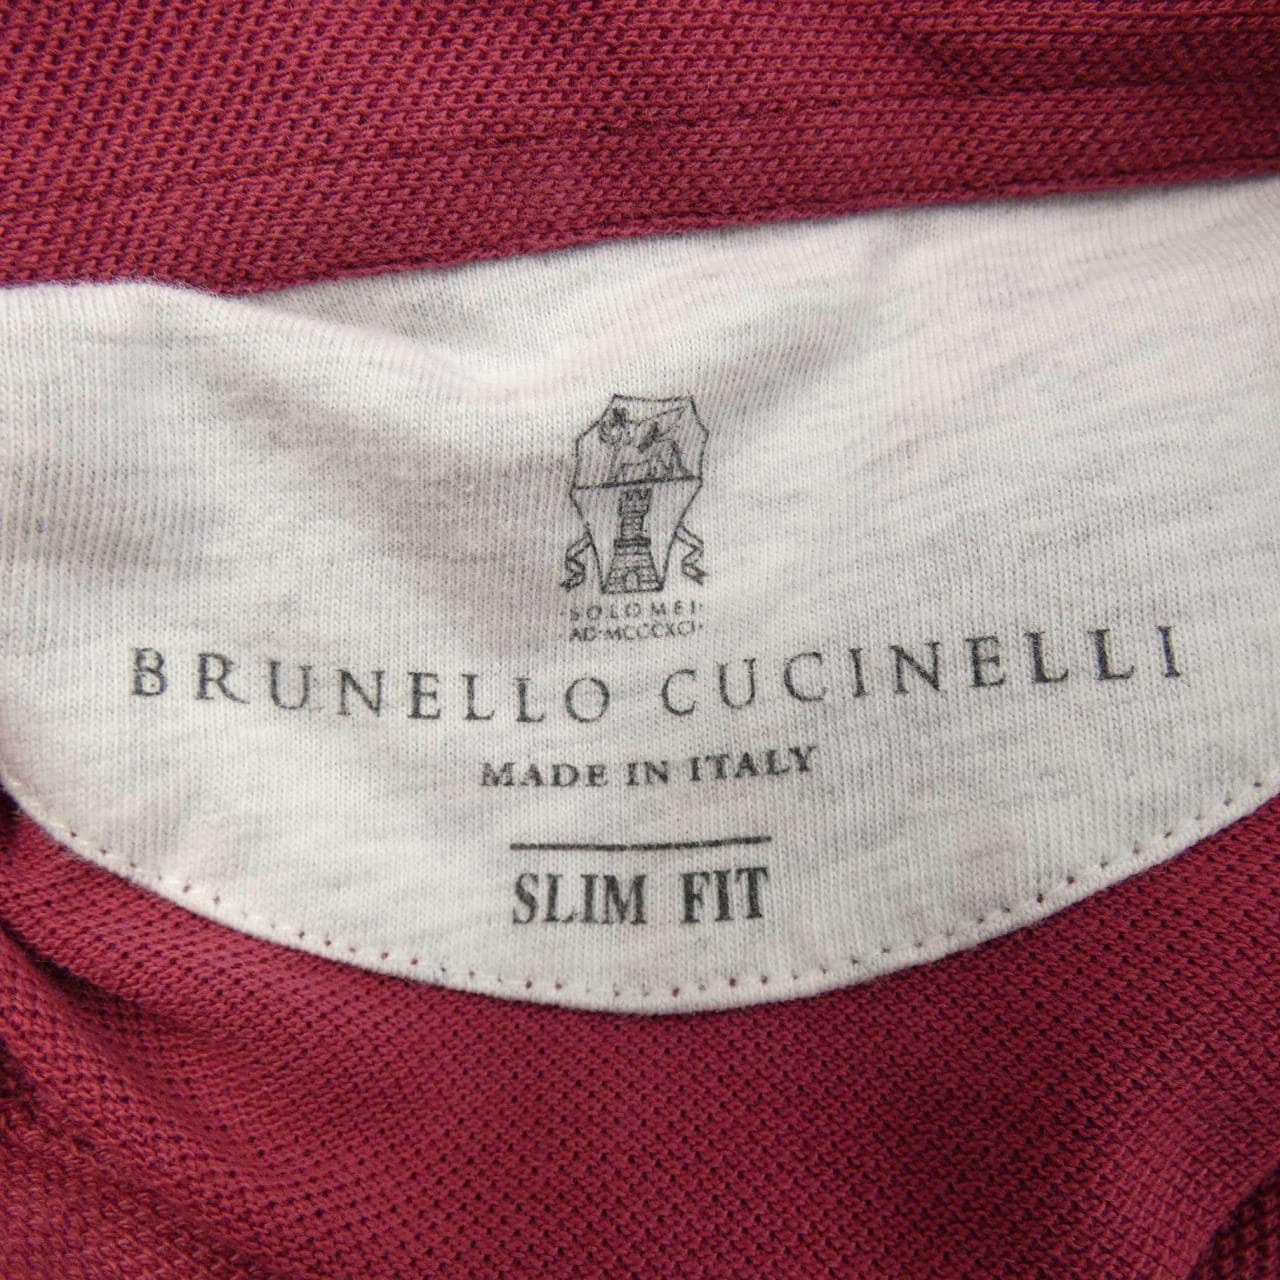 ·SOLOMEI·
AD·MCCCXCI·
BRUNELLO CUCINELLI
MADE IN ITALY
SLIM FIT